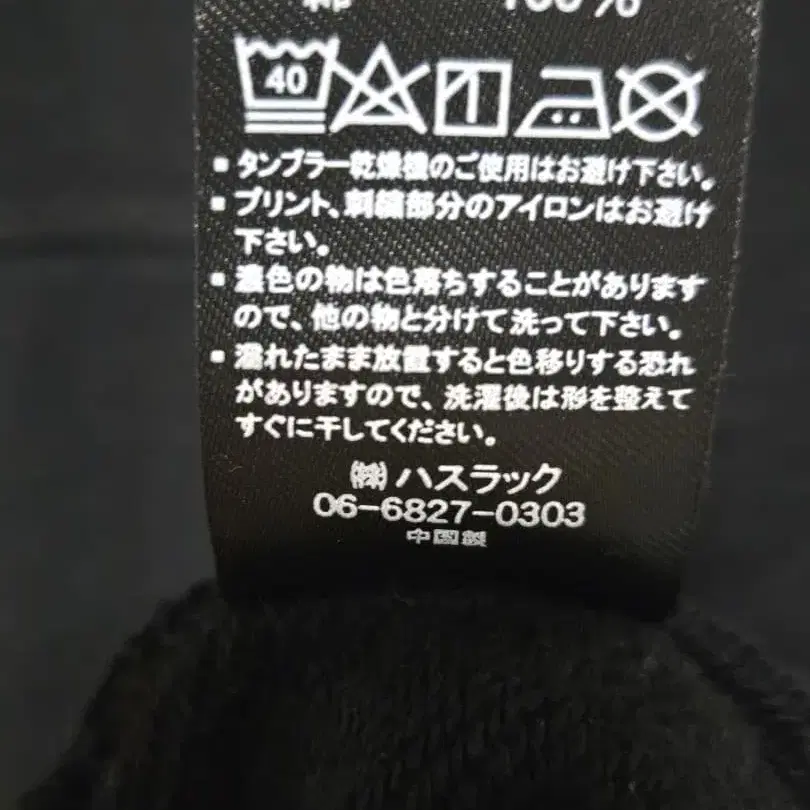 綿 100%
40
▪タンブラー乾燥機のご使用はお避け下さい。
▪プリント、刺繍部分のアイロンはお避け
下さい。
▪濃色の物は色落ちすることがあります
ので、他の物と分けて洗って下さい。
▪濡れたまま放置すると色移りする恐れ
がありますので、洗濯後は形を整えて
すぐに干してください。
㈱ハスラック
06-6827-0303
中国製